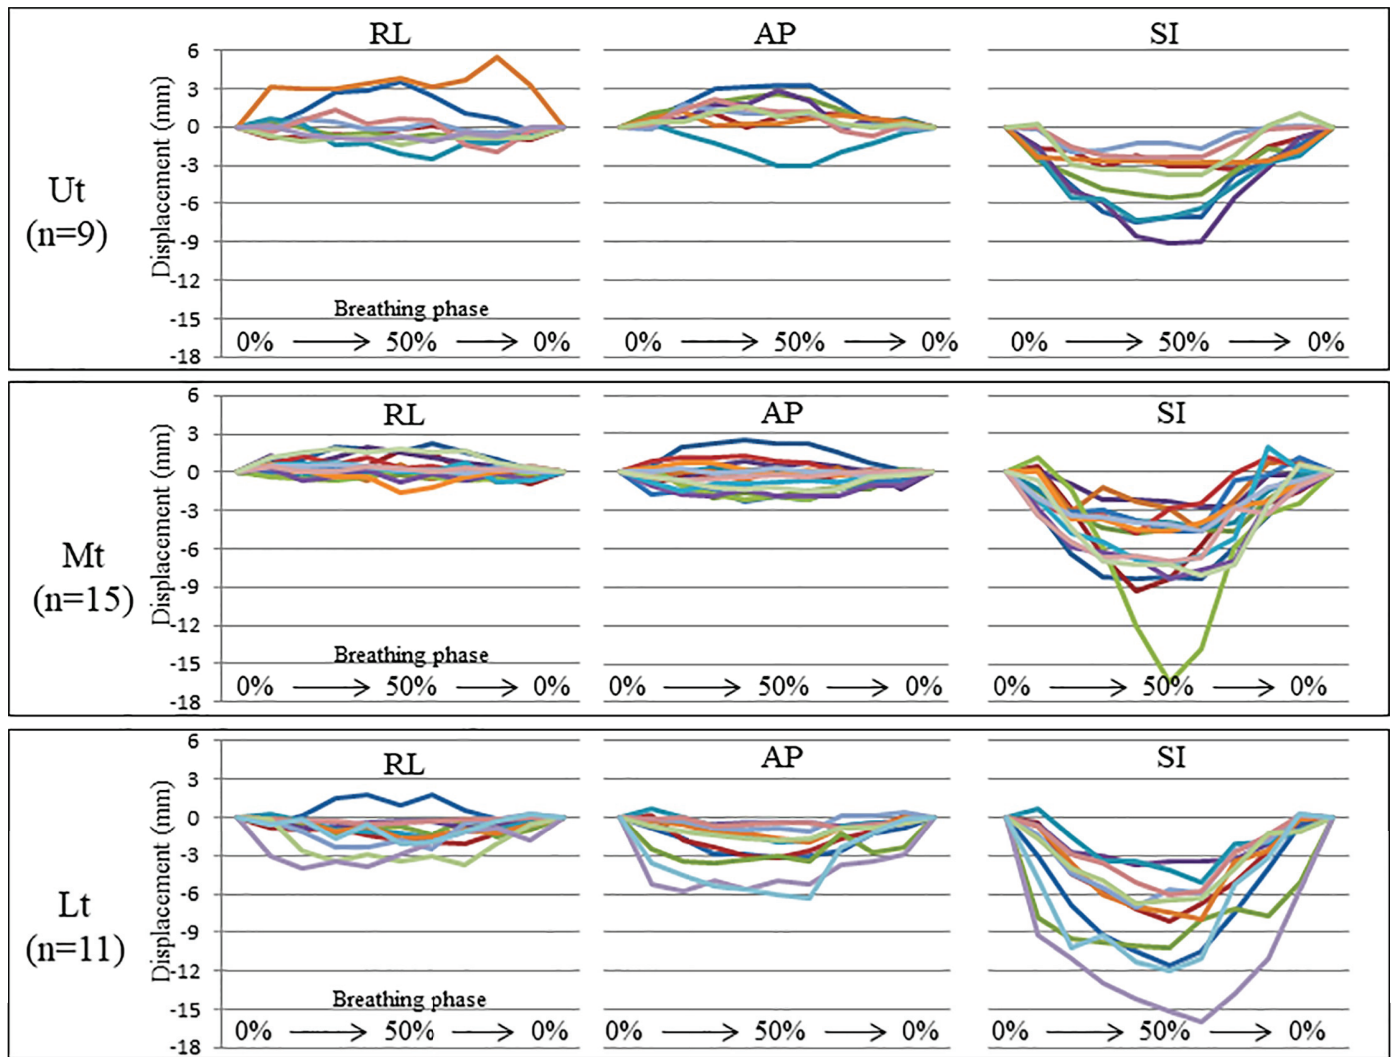 RL AP SI
6
3
0
-3
-6
-9
-12
-15
-18
Displacement (mm)
Ut
(n=9)
Breathing phase
0% → 50% → 0% 0% → 50% → 0% 0% → 50% → 0%
RL AP SI
6
3
0
-3
-6
-9
-12
-15
-18
Displacement (mm)
Mt
(n=15)
Breathing phase
0% → 50% → 0% 0% → 50% → 0% 0% → 50% → 0%
RL AP SI
6
3
0
-3
-6
-9
-12
-15
-18
Displacement (mm)
Lt
(n=11)
Breathing phase
0% → 50% → 0% 0% → 50% → 0% 0% → 50% → 0%